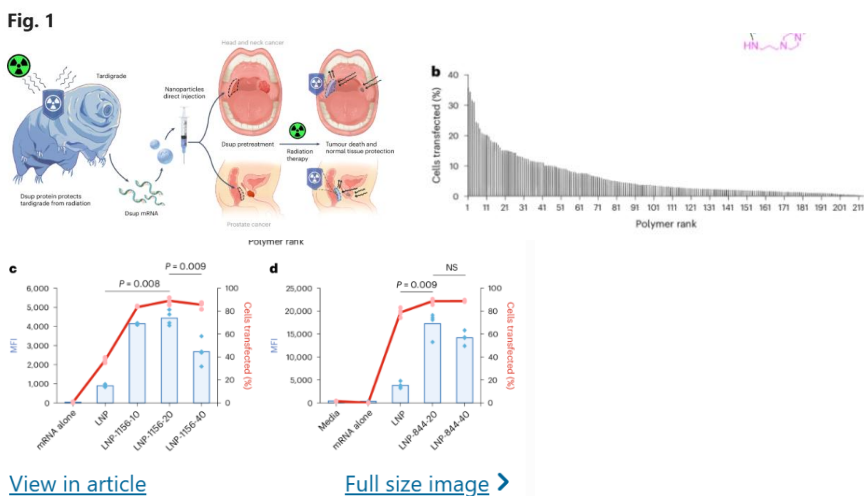 Fig. 1
Head and neck cancer
Tardigrade
Nanoparticles
direct injection
Dsup pretreatment
Radiation
therapy
Tumour death and
normal tissue protection
Dsup protein protects
tardigrade from radiation
Dsup mRNA
Prostate cancer
HN
N
N
b
Cells transfected (%)
40
30
20
10
0
1 11 21 31 41 51 61 71 81 91 101 111 121 131 141 151 161 171 181 191 201 211
Polymer rank
Polymer rank
c
P = 0.009
P = 0.008
MFI
6,000
5,000
4,000
3,000
2,000
1,000
0
100
80
60
40
20
0
Cells transfected (%)
mRNA alone
LNP
LNP-1156-10
LNP-1156-20
LNP-1156-40
d
NS
P = 0.009
MFI
25,000
20,000
15,000
10,000
5,000
0
100
80
60
40
20
0
Cells transfected (%)
Media
mRNA alone
LNP
LNP-844-20
LNP-844-40
View in article
Full size image